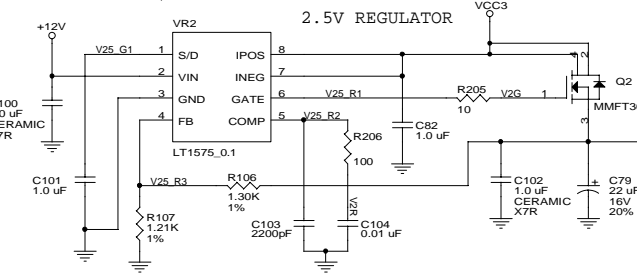 2.5V REGULATOR
VCC3
+12V
VR2
V25_G1
1 S/D IPOS 8
2 VIN INEG 7
3 GND GATE 6
4 FB COMP 5
LT1575_0.1
V25_R1
R205
10
V2G
1
4
2
3
Q2
V25_R2
R206
100
C82
1.0 uF
C101
1.0 uF
V25_R3
R106
1.30K
1%
R107
1.21K
1%
C103
2200pF
V2R
C104
0.01 uF
C102
1.0 uF
CERAMIC
X7R
+
C79
22 uF
16V
20%